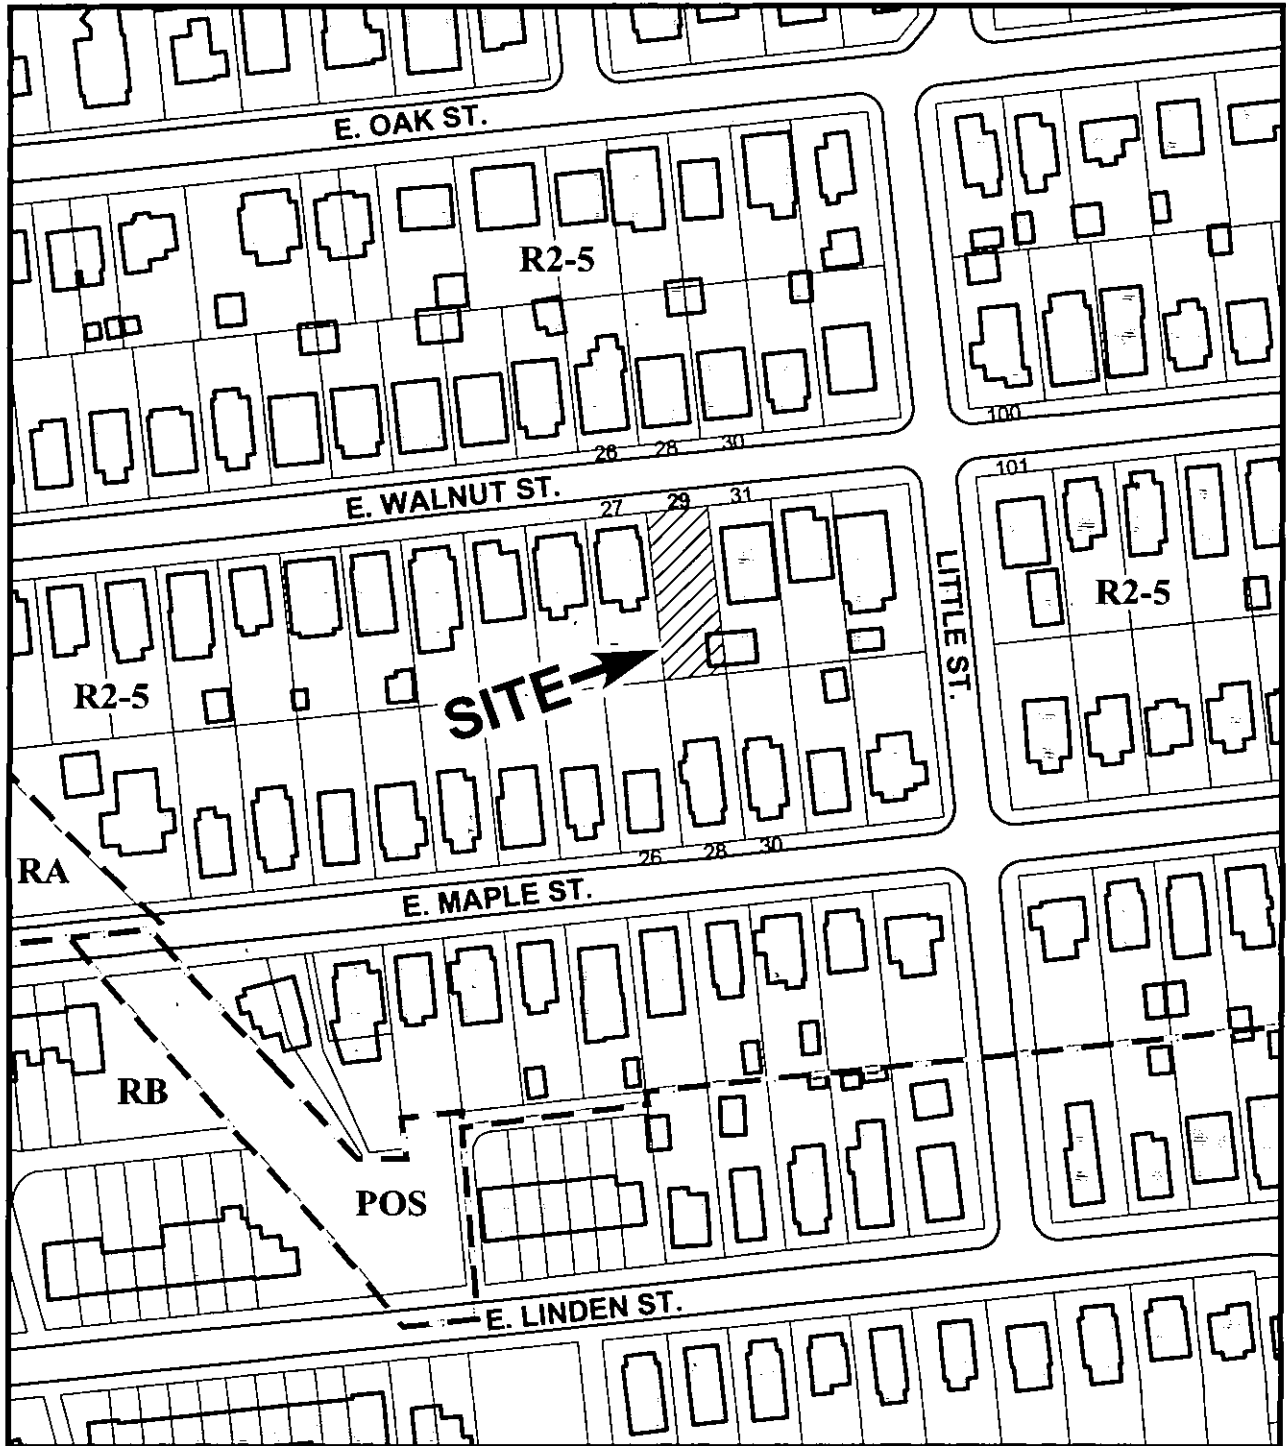 E. OAK ST.
R2-5
100
26 28 30
101
E. WALNUT ST.
27 29 31
LITTLE ST.
R2-5
R2-5
SITE
RA
26 28 30
E. MAPLE ST.
RB
POS
E. LINDEN ST.